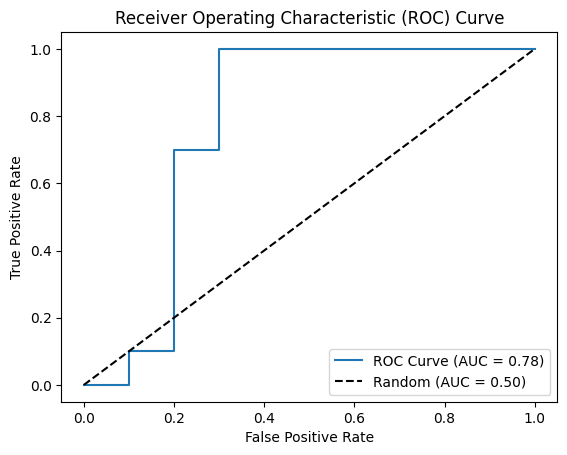 Receiver Operating Characteristic (ROC) Curve
True Positive Rate
1.0
0.8
0.6
0.4
0.2
0.0
ROC Curve (AUC = 0.78)
Random (AUC = 0.50)
0.0 0.2 0.4 0.6 0.8 1.0
False Positive Rate